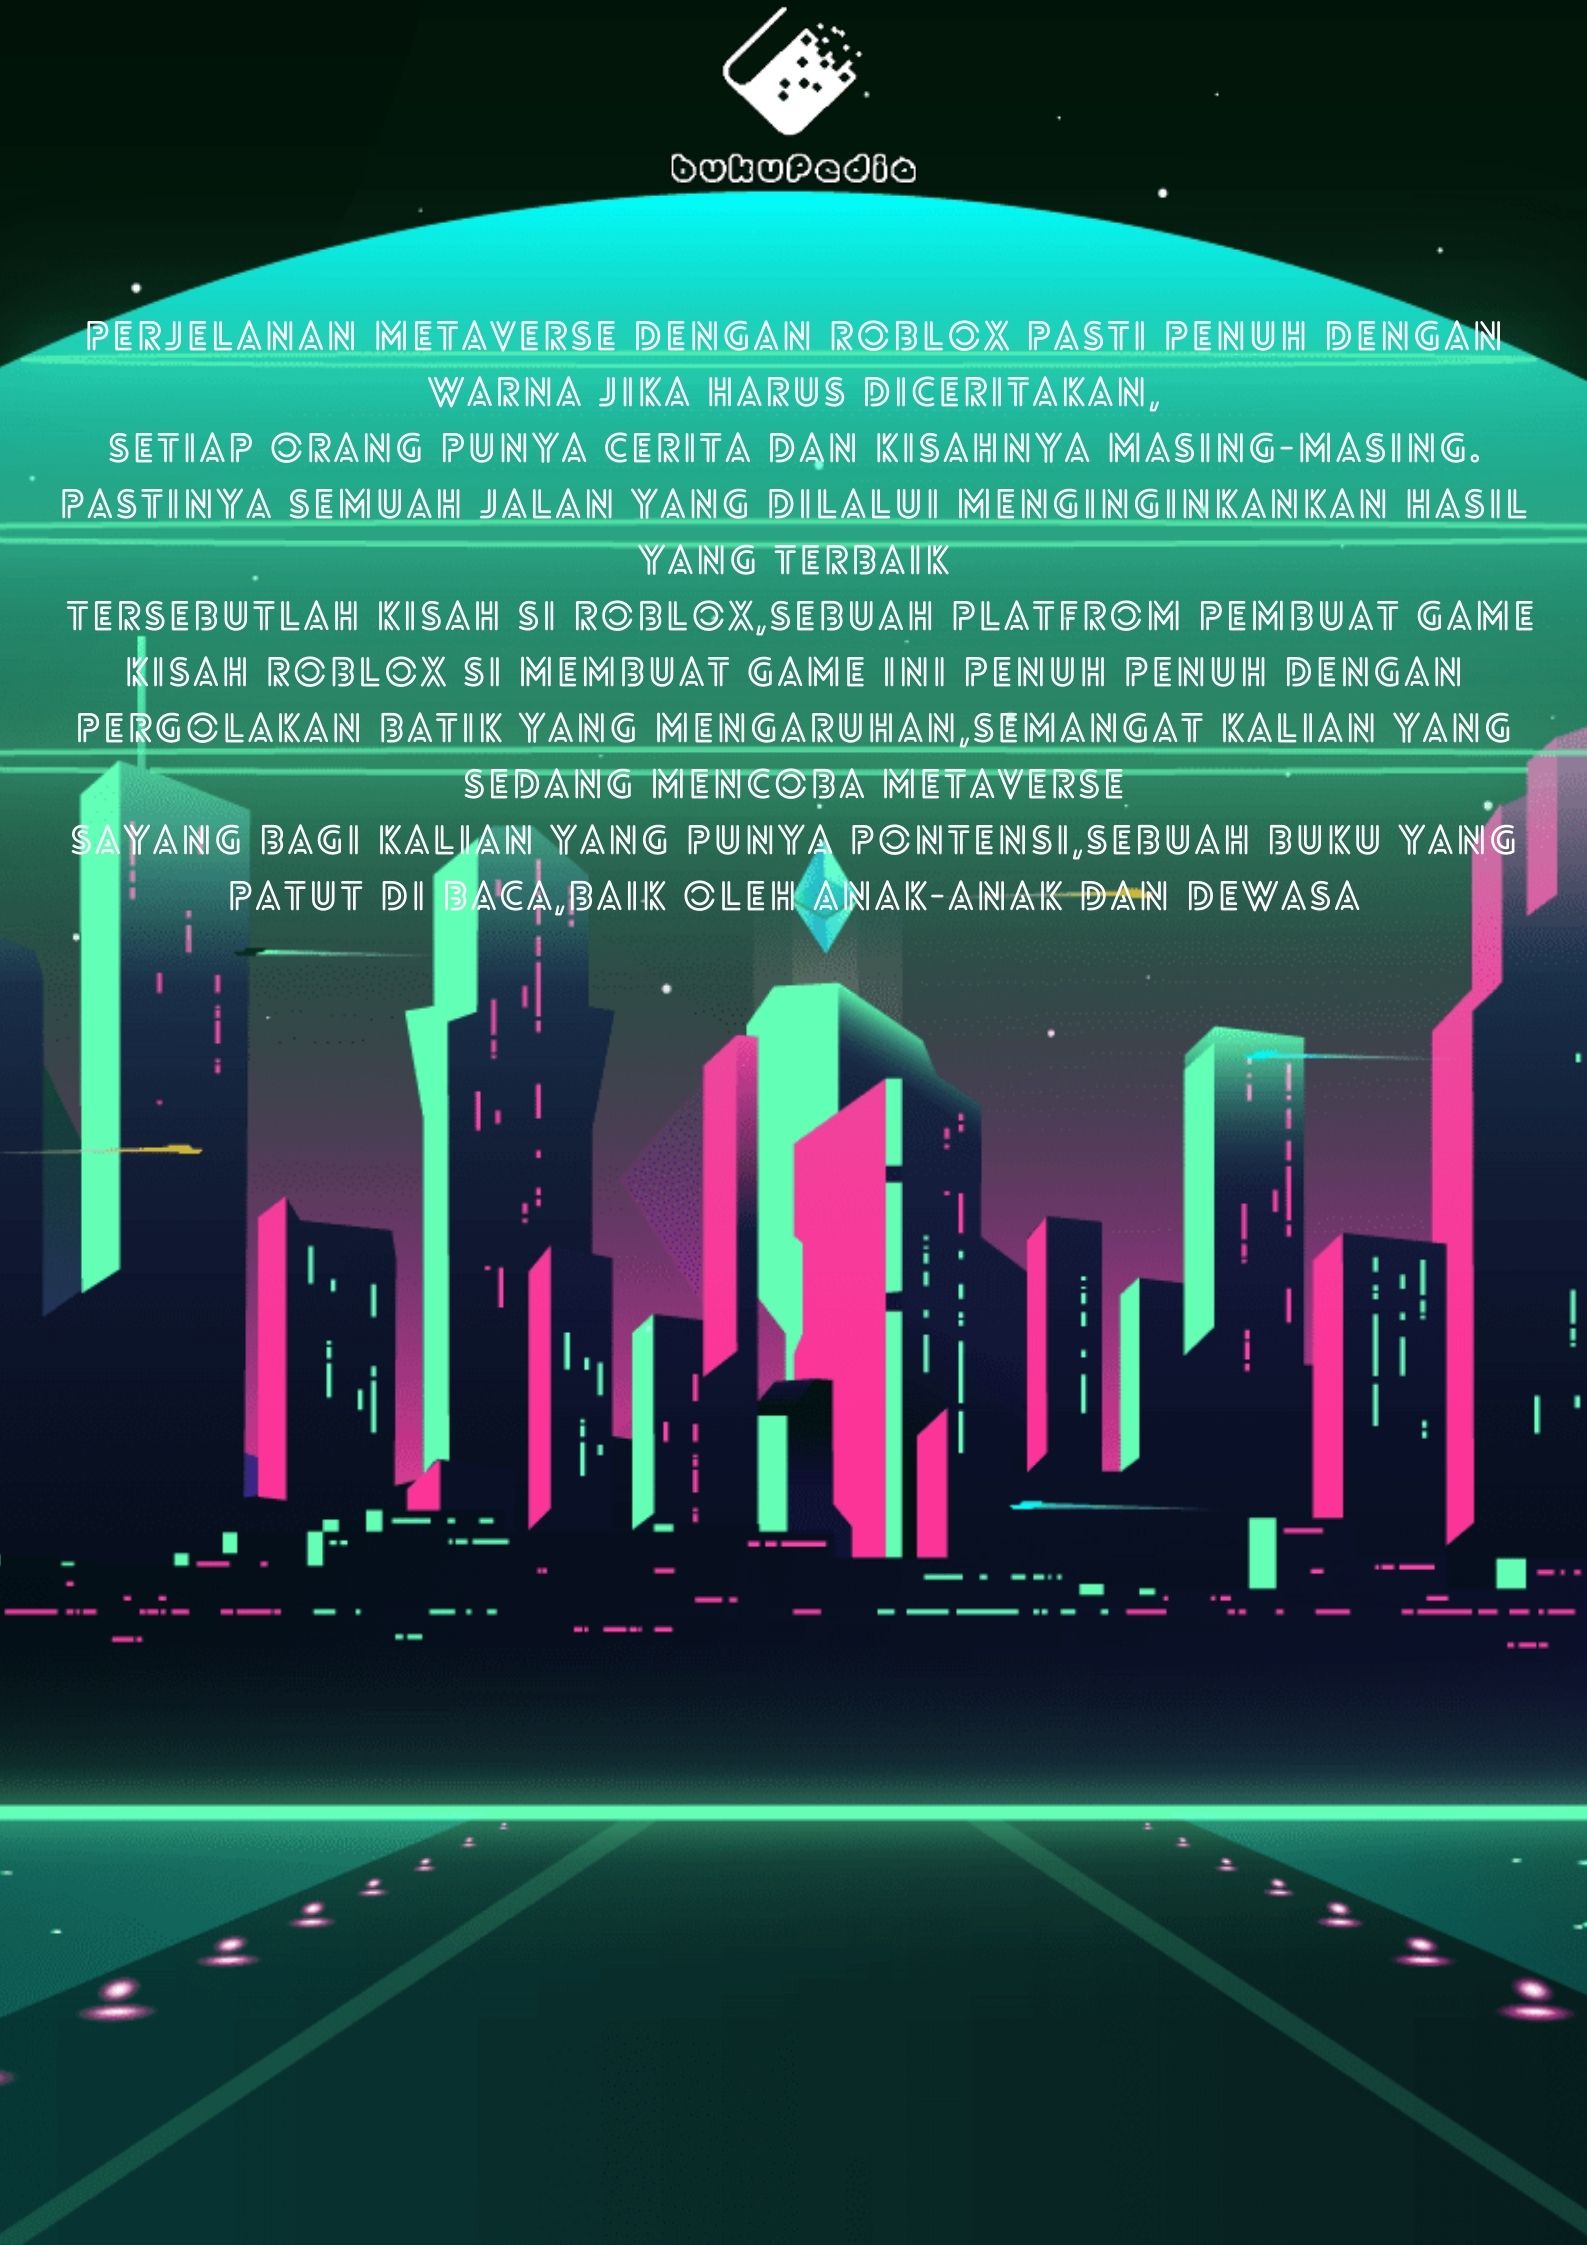 bukupedia
PERJELANAN METAVERSE DENGAN ROBLOX PASTI PENUH DENGAN
WARNA JIKA HARUS DICERITAKAN,
SETIAP ORANG PUNYA CERITA DAN KISAHNYA MASING-MASING.
PASTINYA SEMUAH JALAN YANG DILALUI MENGINGINKANKAN HASIL
YANG TERBAIK
TERSEBUTLAH KISAH SI ROBLOX,SEBUAH PLATFROM PEMBUAT GAME
KISAH ROBLOX SI MEMBUAT GAME INI PENUH PENUH DENGAN
PERGOLAKAN BATIK YANG MENGARUHAN,SEMANGAT KALIAN YANG
SEDANG MENCOBA METAVERSE
SAYANG BAGI KALIAN YANG PUNYA PONTENSI,SEBUAH BUKU YANG
PATUT DI BACA,BAIK OLEH ANAK-ANAK DAN DEWASA